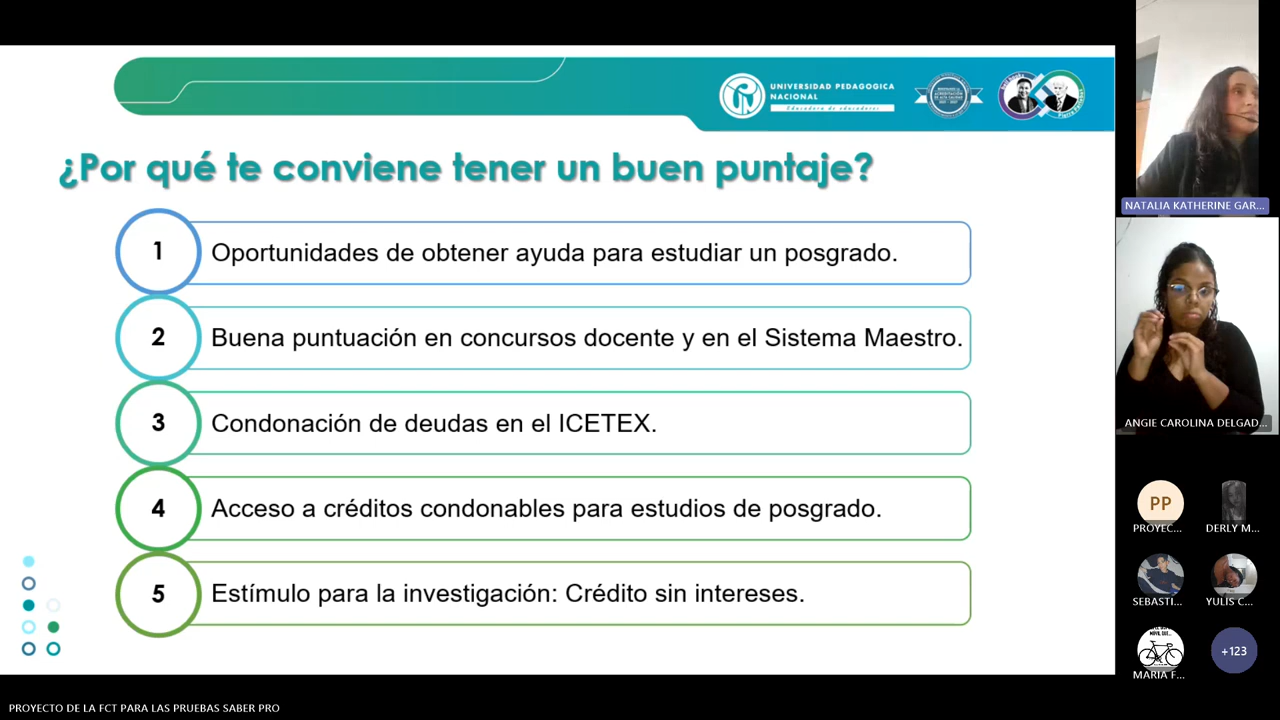 UNIVERSIDAD PEDAGOGICA
NACIONAL
Educadora de educadores
¿Por qué te conviene tener un buen puntaje?
1
Oportunidades de obtener ayuda para estudiar un posgrado.
2
Buena puntuación en concursos docente y en el Sistema Maestro.
3
Condonación de deudas en el ICETEX.
4
Acceso a créditos condonables para estudios de posgrado.
5
Estímulo para la investigación: Crédito sin intereses.
NATALIA KATHERINE GAR...
ANGIE CAROLINA DELGAD...
PP
PROYEC...
DERLY M...
SEBASTI...
YULIS C...
MÓVIL QUE...
MARIA F...
+123
PROYECTO DE LA FCT PARA LAS PRUEBAS SABER PRO